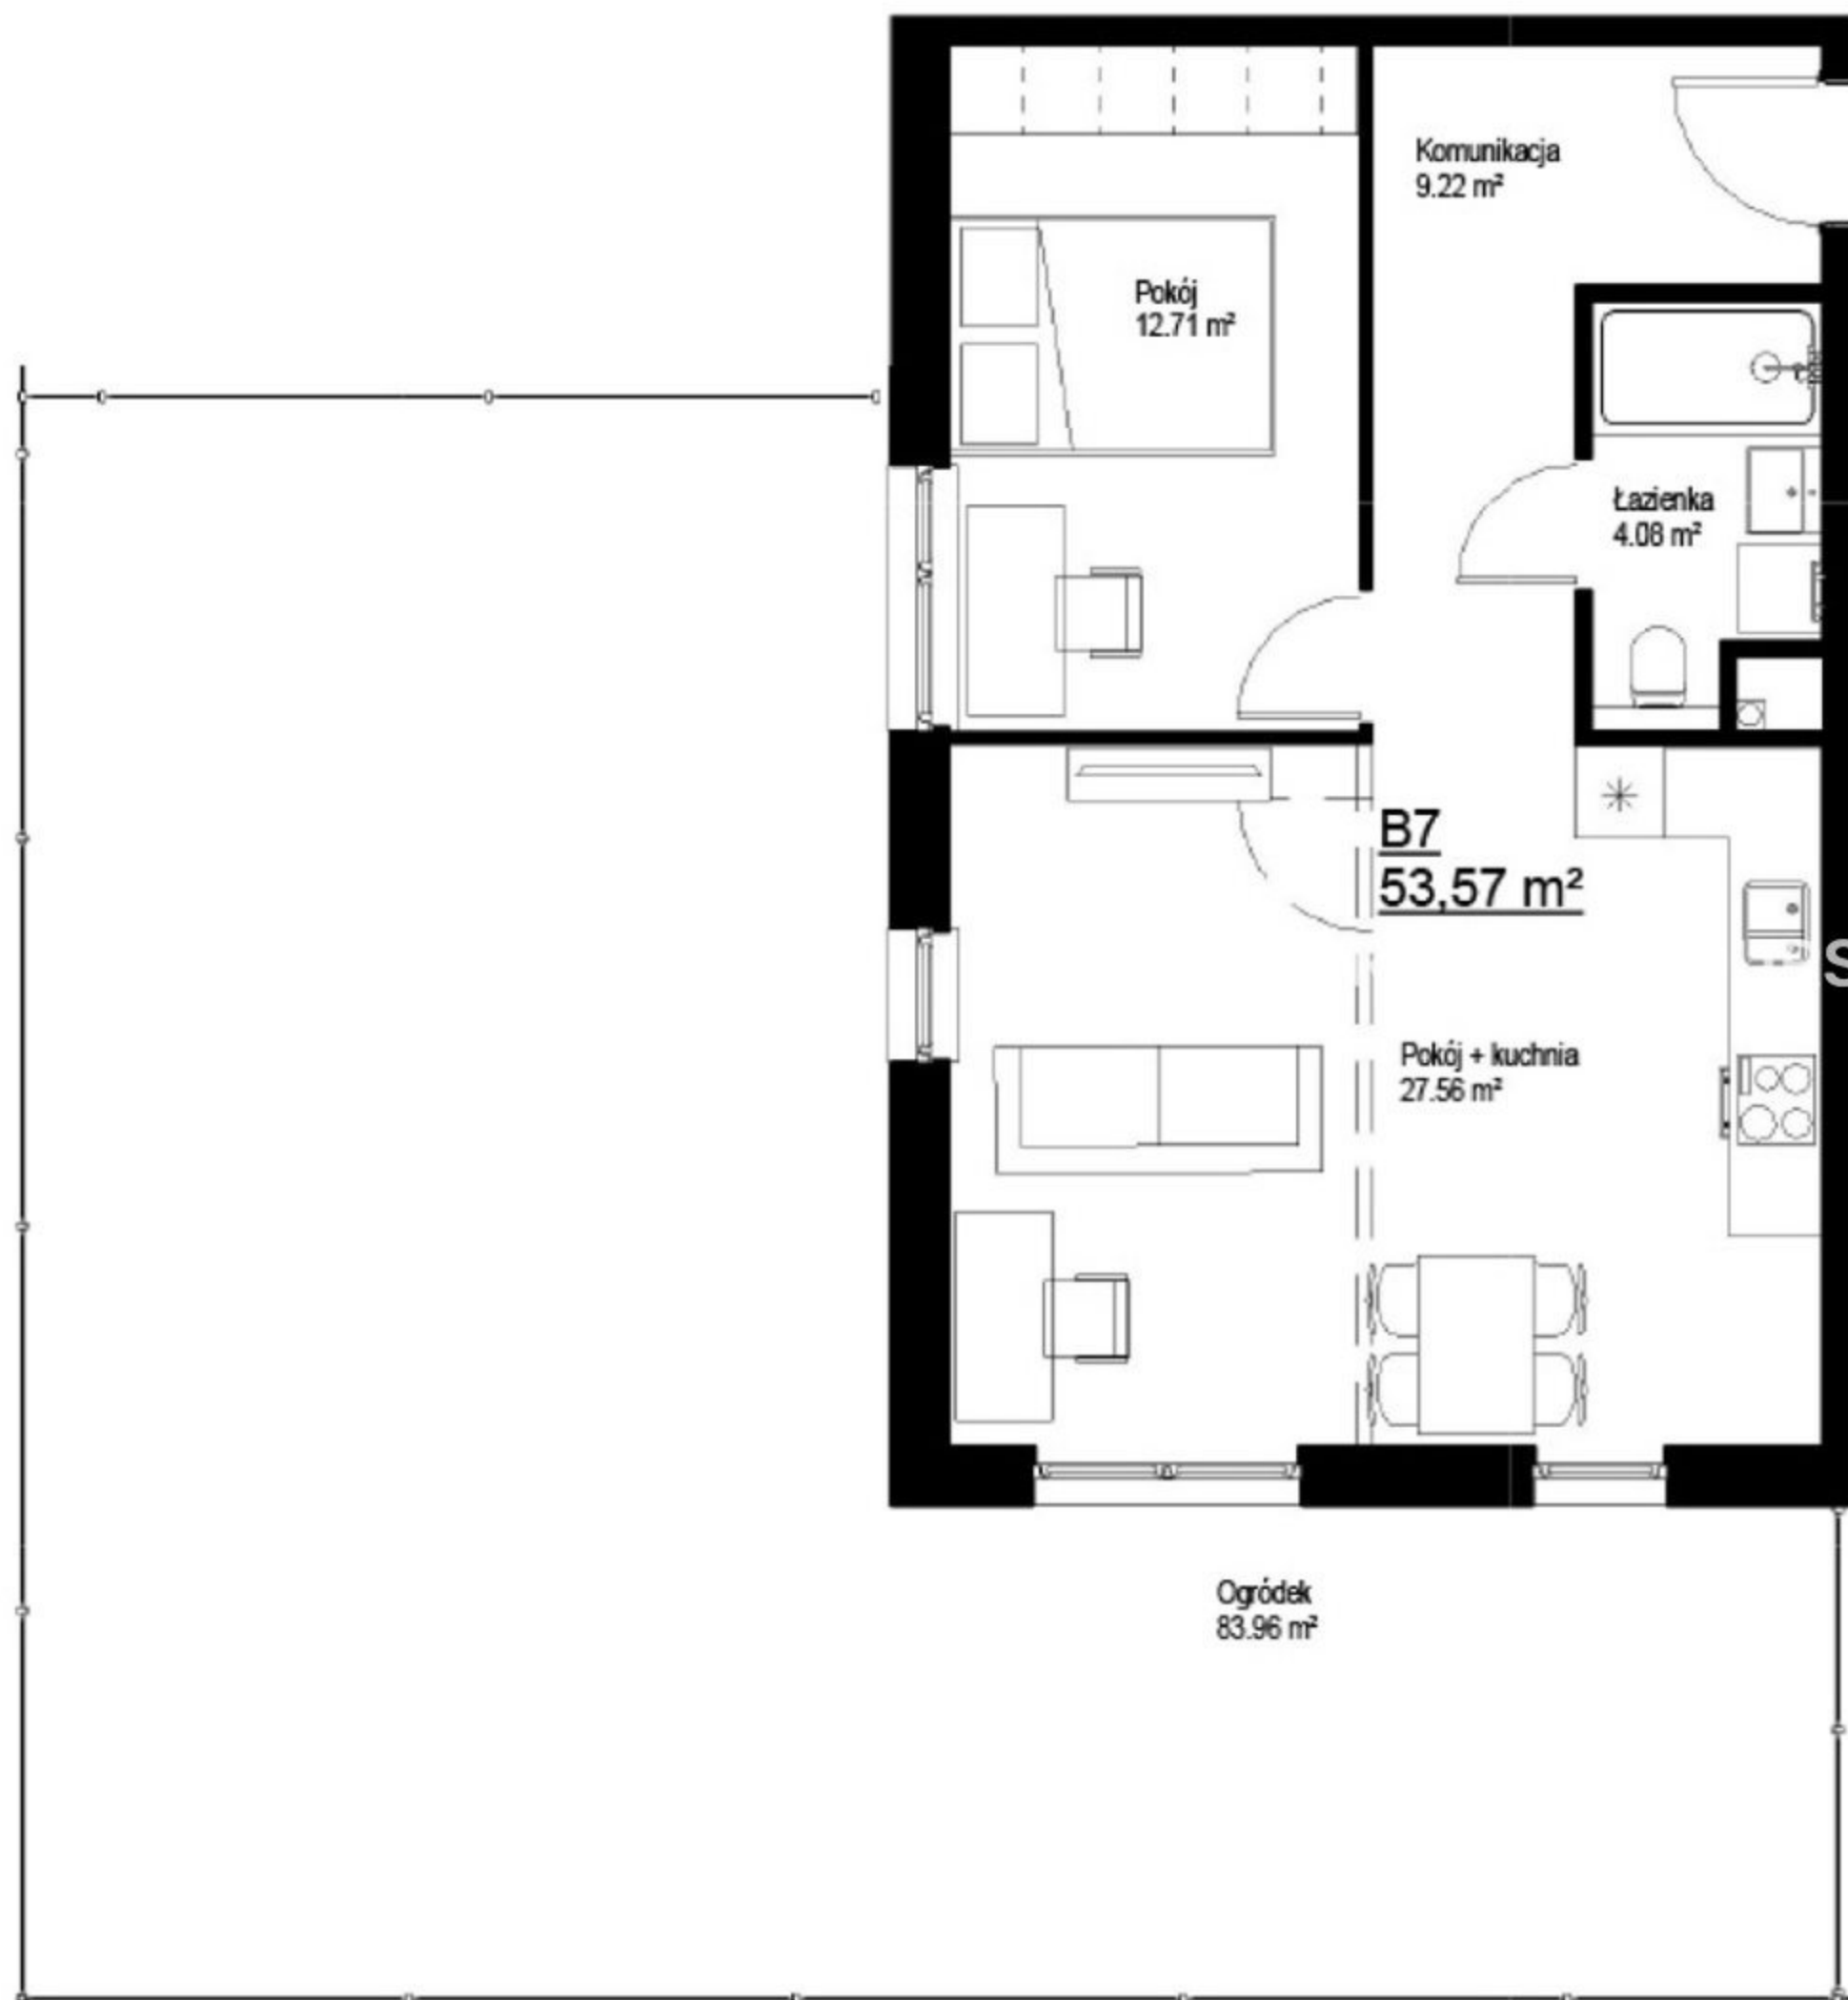 Komunikacja
9.22 m²
Pokój
12.71 m²
Łazienka
4.08 m²
B7
53,57 m²
Pokój + kuchnia
27.56 m²
Ogródek
83.96 m²